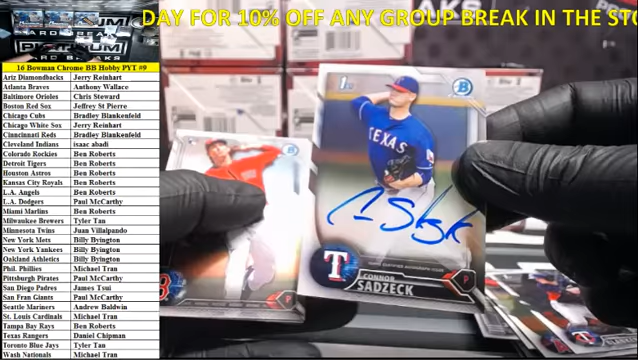 DAY FOR 10% OFF ANY GROUP BREAK IN THE STO
PLATINUM
16 Bowman Chrome BB Hobby PYT #9
Ariz Diamondbacks Jerry Reinhart
Atlanta Braves Anthony Wallace
Baltimore Orioles Chris Steward
Boston Red Sox Jeffrey St Pierre
Chicago Cubs Bradley Blankenfeld
Chicago White Sox Jerry Reinhart
Cincinnati Reds Bradley Blankenfeld
Cleveland Indians isaac abadi
Colorado Rockies Ben Roberts
Detroit Tigers Ben Roberts
Houston Astros Ben Roberts
Kansas City Royals Ben Roberts
L.A. Angels Ben Roberts
L.A. Dodgers Paul McCarthy
Miami Marlins Ben Roberts
Milwaukee Brewers Tyler Tan
Minnesota Twins Juan Villalpando
New York Mets Billy Byington
New York Yankees Billy Byington
Oakland Athletics Billy Byington
Phil. Phillies Michael Tran
Pittsburgh Pirates Paul McCarthy
San Diego Padres James Tsui
San Fran Giants Paul McCarthy
Seattle Mariners Andrew Baldwin
St. Louis Cardinals Michael Tran
Tampa Bay Rays Ben Roberts
Texas Rangers Daniel Chipman
Toronto Blue Jays Tyler Tan
Wash Nationals Michael Tran
1st
B
TEXAS
T
CONNOR
SADZECK
P
B
P